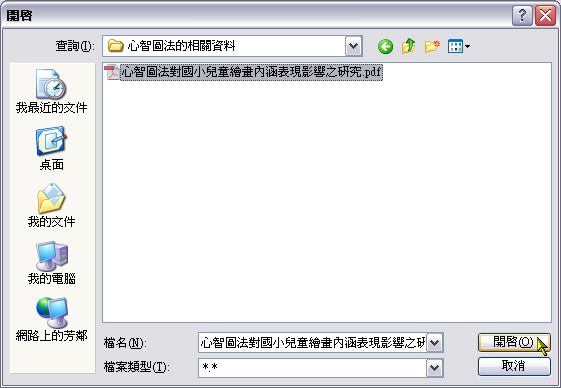 開啓
查詢(I):
心智圖法的相關資料
心智圖法對國小兒童繪畫內涵表現影響之研究.pdf
我最近的文件
桌面
我的文件
我的電腦
網路上的芳鄰
檔名(N):
心智圖法對國小兒童繪畫內涵表現影響之研
開啓(O)
檔案類型(T):
*.*
取消